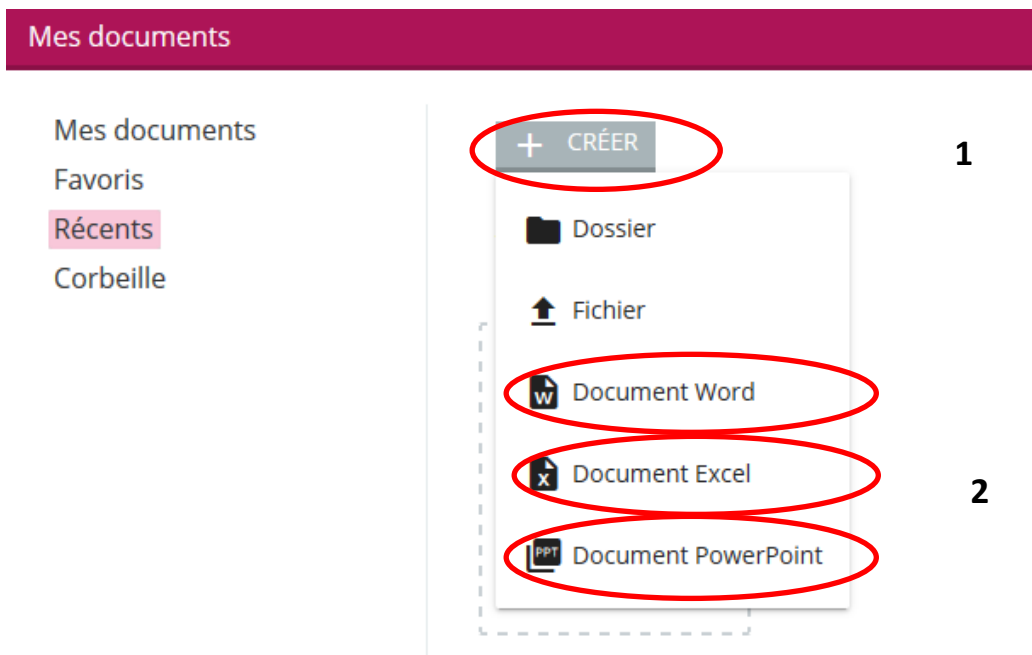 Mes documents
Mes documents
Favoris
Récents
Corbeille
+ CRÉER
1
Dossier
Fichier
W Document Word
X Document Excel
2
PPT Document PowerPoint